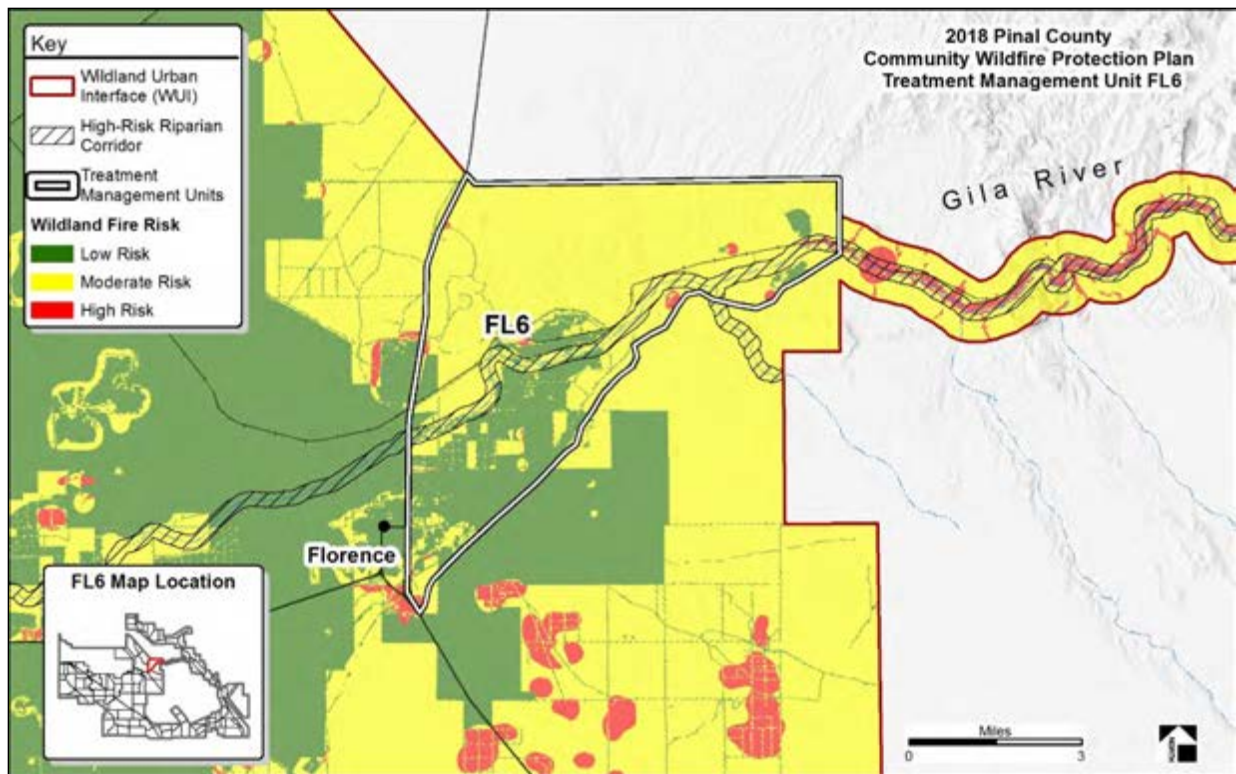 Key
Wildland Urban
Interface (WUI)
High-Risk Riparian
Corridor
Treatment
Management Units
Wildland Fire Risk
Low Risk
Moderate Risk
High Risk
2018 Pinal County
Community Wildfire Protection Plan
Treatment Management Unit FL6
Gila River
FL6
Florence
FL6 Map Location
Miles
0 3